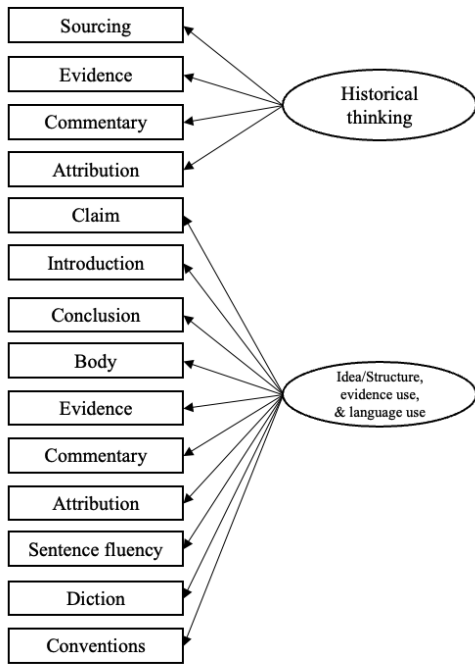 Sourcing
Evidence
Historical
thinking
Commentary
Attribution
Claim
Introduction
Conclusion
Body
Idea/Structure,
evidence use,
& language use
Evidence
Commentary
Attribution
Sentence fluency
Diction
Conventions